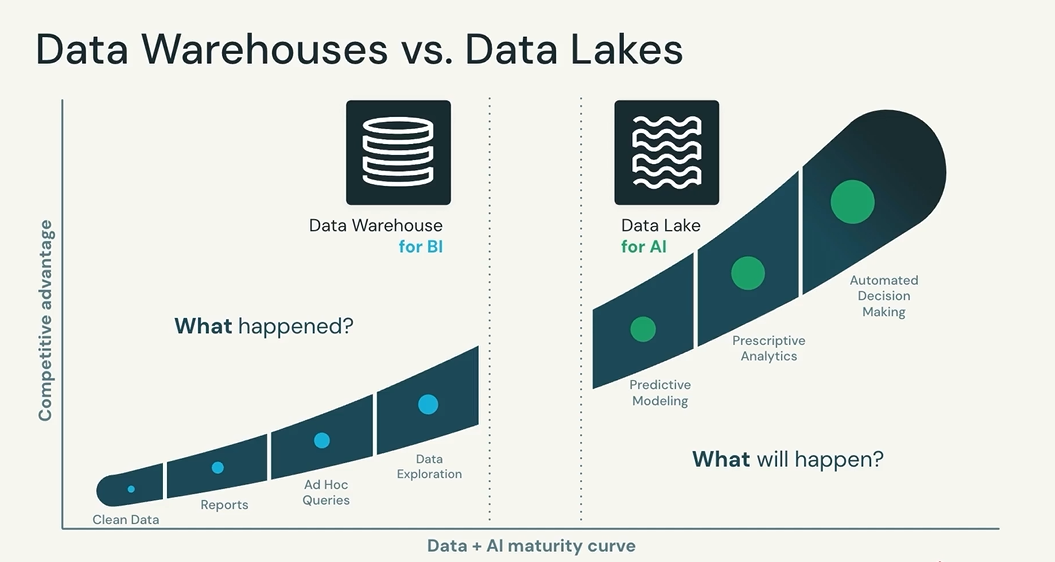 Data Warehouses vs. Data Lakes
Competitive advantage
Data Warehouse
for BI
What happened?
Clean Data
Reports
Ad Hoc
Queries
Data
Exploration
Data Lake
for AI
Predictive
Modeling
Prescriptive
Analytics
Automated
Decision
Making
What will happen?
Data + AI maturity curve